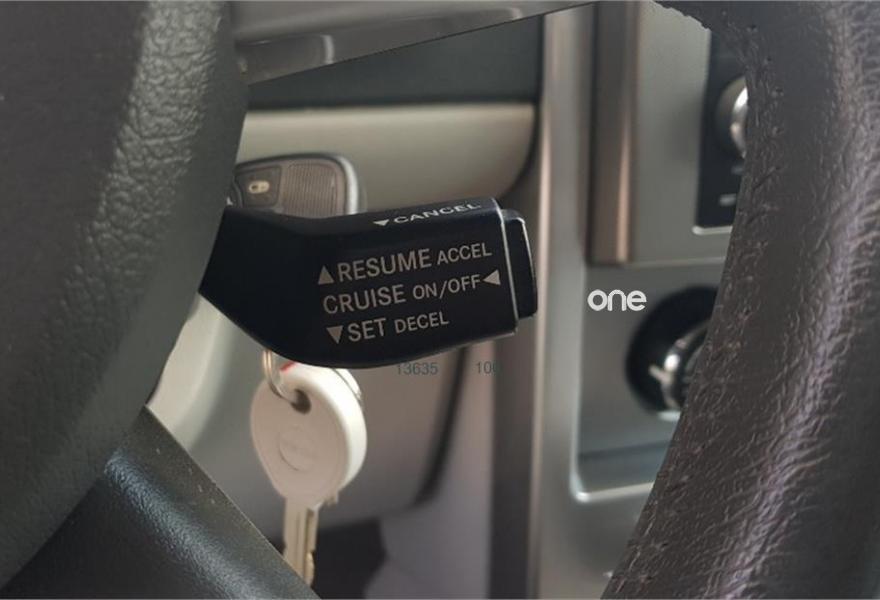 ▼CANCEL
▲RESUME ACCEL
CRUISE ON/OFF◀
▼SET DECEL
one
13635 100